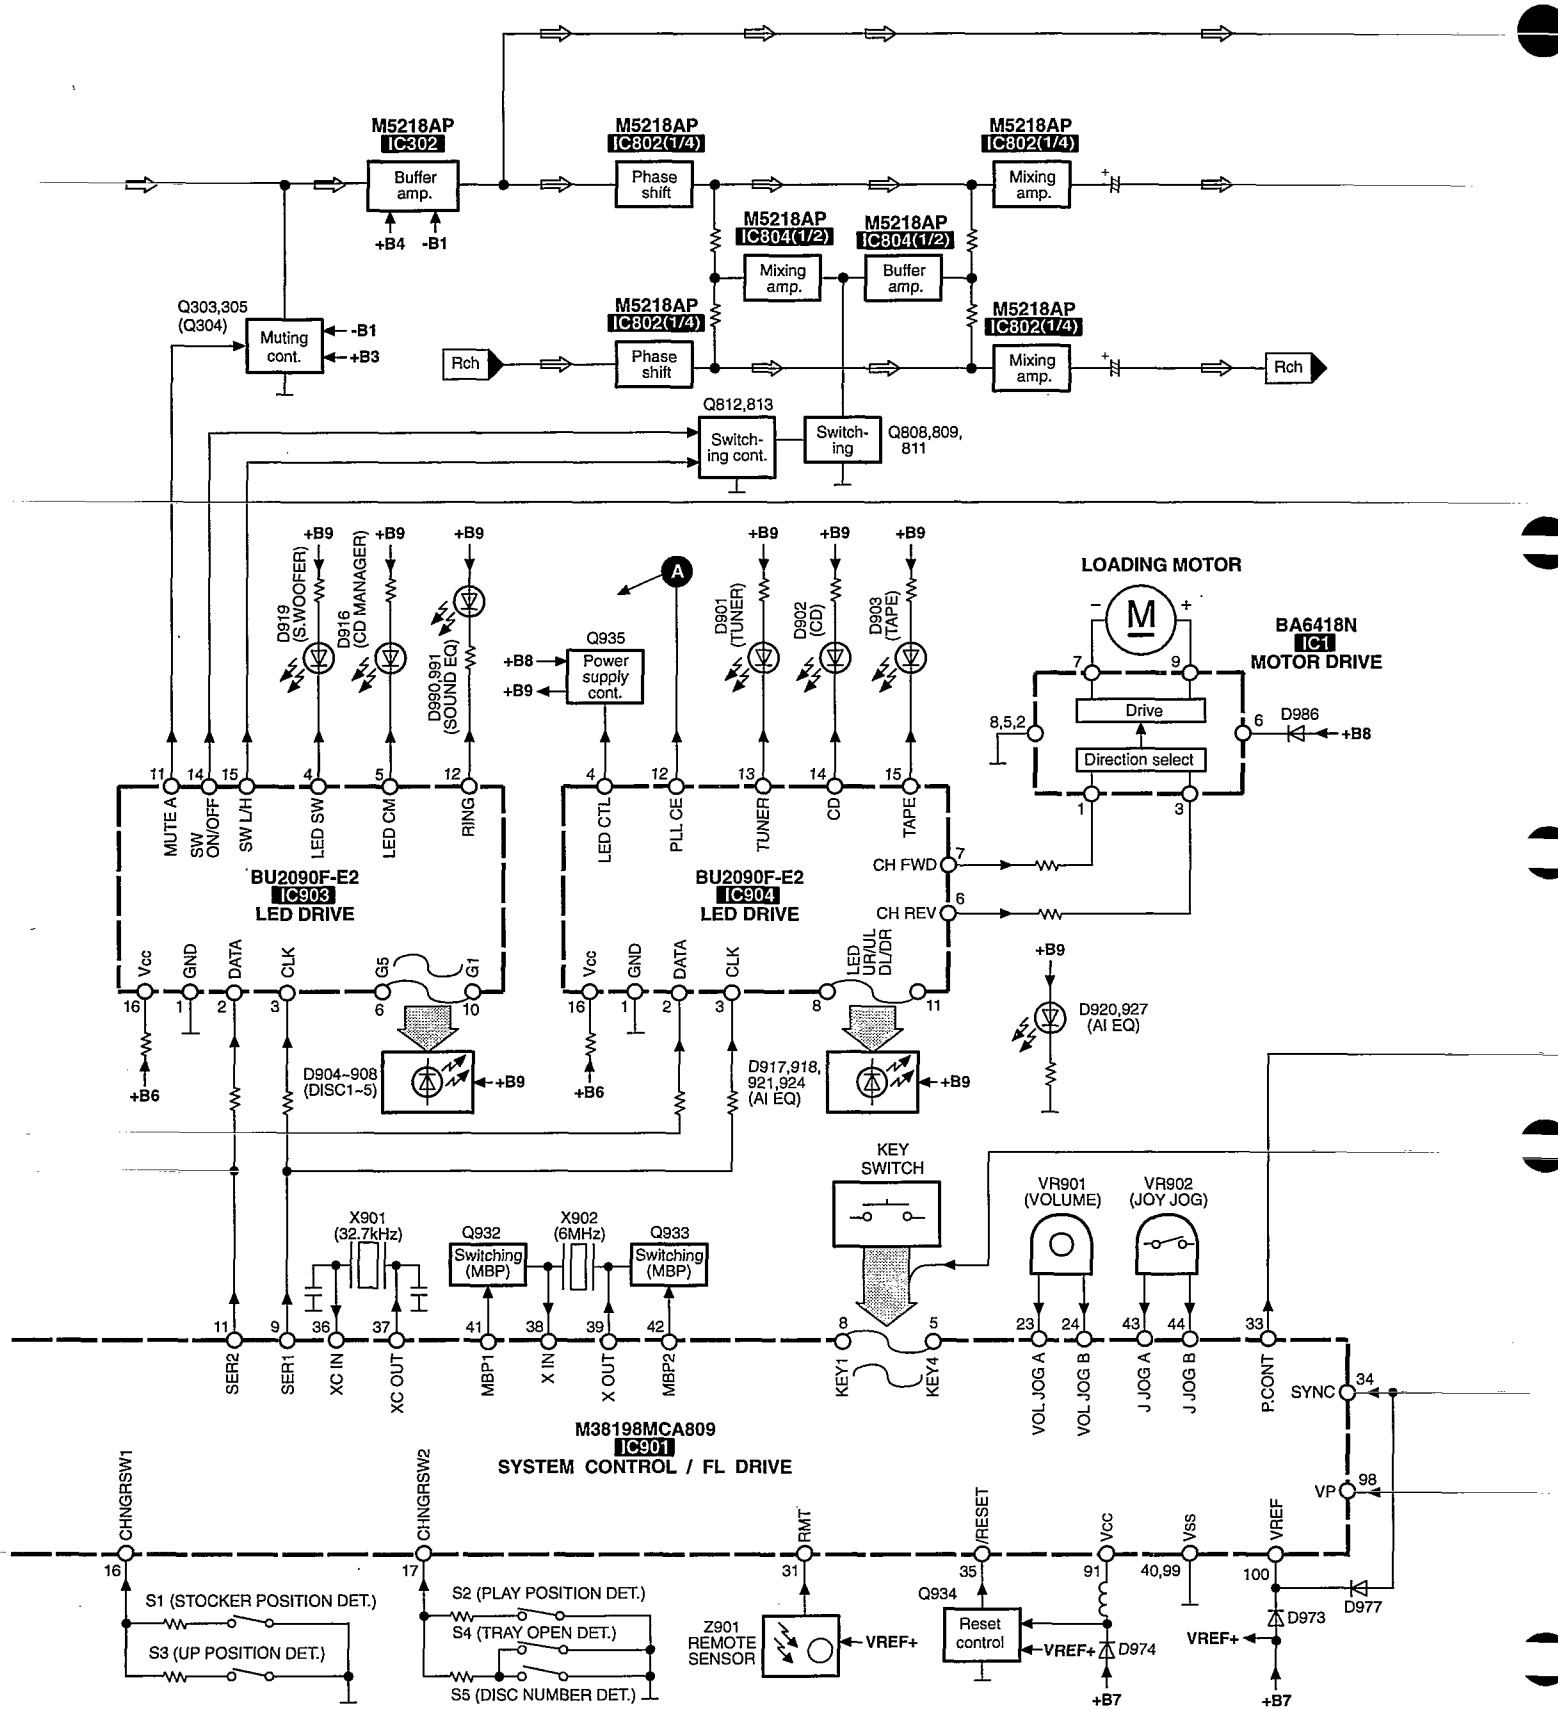 M5218AP
IC302
Buffer
amp.
+B4
-B1
M5218AP
IC802(1/4)
Phase
shift
M5218AP
IC802(1/4)
Mixing
amp.
+
M5218AP
IC804(1/2)
Mixing
amp.
M5218AP
IC804(1/2)
Buffer
amp.
Q303,305
(Q304)
Muting
cont.
-B1
+B3
Rch
M5218AP
IC802(1/4)
Phase
shift
M5218AP
IC802(1/4)
Mixing
amp.
+
Rch
Q812,813
Switch-
ing cont.
Switch-
ing
Q808,809,
811
+B9
D919
(S.WOOFER)
+B9
D916
(CD MANAGER)
+B9
D990,991
(SOUND EQ)
A
Q935
+B8
+B9
Power
supply
cont.
+B9
D901
(TUNER)
+B9
D902
(CD)
+B9
D903
(TAPE)
LOADING MOTOR
M
-
+
BA6418N
IC1
MOTOR DRIVE
7
9
Drive
Direction select
8,5,2
6
D986
+B8
1
3
11
14
15
4
5
12
MUTE A
SW
ON/OFF
SW L/H
LED SW
LED CM
RING
BU2090F-E2
IC903
LED DRIVE
Vcc
GND
DATA
CLK
G5
G1
16
1
2
3
6
10
+B6
D904~908
(DISC1~5)
+B9
4
12
13
14
15
LED CTL
PLL CE
TUNER
CD
TAPE
CH FWD
7
CH REV
6
BU2090F-E2
IC904
LED DRIVE
Vcc
GND
DATA
CLK
LED
UR/UL
DL/DR
16
1
2
3
8
11
+B6
D917,918,
921,924
(AI EQ)
+B9
+B9
D920,927
(AI EQ)
KEY
SWITCH
VR901
(VOLUME)
VR902
(JOY JOG)
X901
(32.7kHz)
Q932
Switching
(MBP)
X902
(6MHz)
Q933
Switching
(MBP)
11
9
36
37
41
38
39
42
8
5
23
24
43
44
33
SER2
SER1
XC IN
XC OUT
MBP1
X IN
X OUT
MBP2
KEY1
KEY4
VOL JOG A
VOL JOG B
J JOG A
J JOG B
P.CONT
SYNC
34
VP
98
M38198MCA809
IC901
SYSTEM CONTROL / FL DRIVE
CHNGRSW1
CHNGRSW2
RMT
/RESET
Vcc
Vss
VREF
16
17
31
35
91
40,99
100
S1 (STOCKER POSITION DET.)
S3 (UP POSITION DET.)
S2 (PLAY POSITION DET.)
S4 (TRAY OPEN DET.)
S5 (DISC NUMBER DET.)
Z901
REMOTE
SENSOR
VREF+
Q934
Reset
control
VREF+
D974
+B7
D973
VREF+
D977
+B7